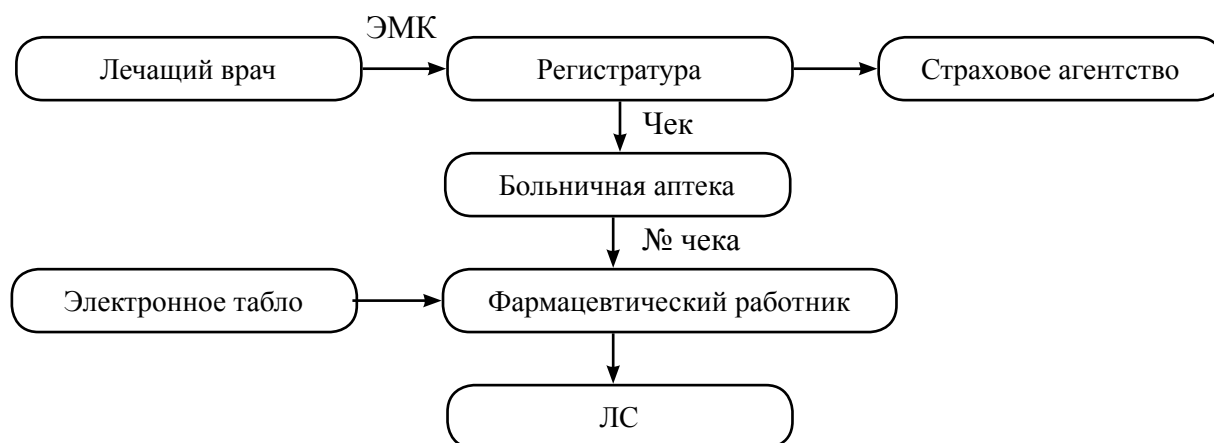 ЭМК
Лечащий врач
Регистратура
Страховое агентство
Чек
Больничная аптека
№ чека
Электронное табло
Фармацевтический работник
ЛС